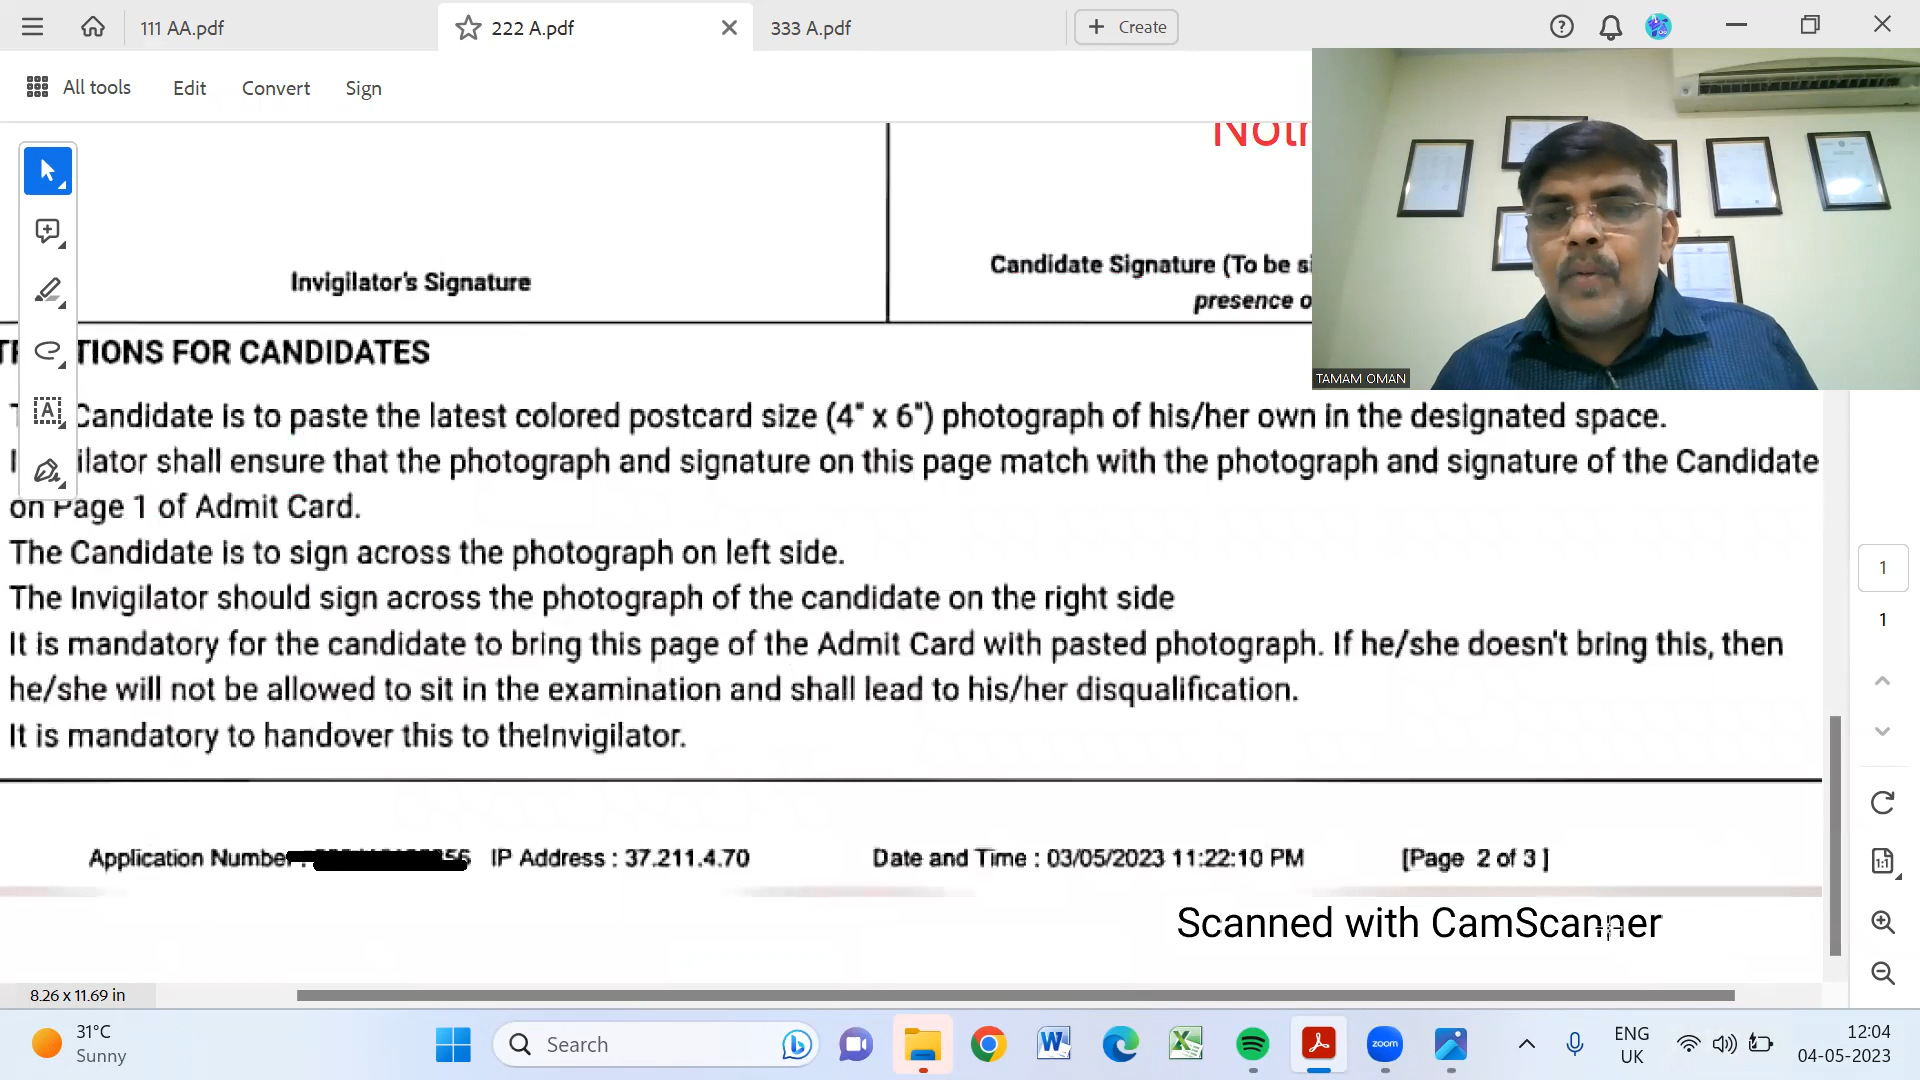 111 AA.pdf
222 A.pdf
333 A.pdf
Create
All tools
Edit
Convert
Sign
Invigilator's Signature
Candidate Signature (To be
presence
TIONS FOR CANDIDATES
Candidate is to paste the latest colored postcard size (4" x 6") photograph of his/her own in the designated space.
ilator shall ensure that the photograph and signature on this page match with the photograph and signature of the Candidate
on Page 1 of Admit Card.
The Candidate is to sign across the photograph on left side.
The Invigilator should sign across the photograph of the candidate on the right side
It is mandatory for the candidate to bring this page of the Admit Card with pasted photograph. If he/she doesn't bring this, then
he/she will not be allowed to sit in the examination and shall lead to his/her disqualification.
It is mandatory to handover this to theInvigilator.
Application Number IP Address : 37.211.4.70 Date and Time : 03/05/2023 11:22:10 PM [Page 2 of 3 ]
Scanned with CamScanner
TAMAM OMAN
1
1
8.26 x 11.69 in
31°C
Sunny
Search
zoom
ENG
UK
12:04
04-05-2023